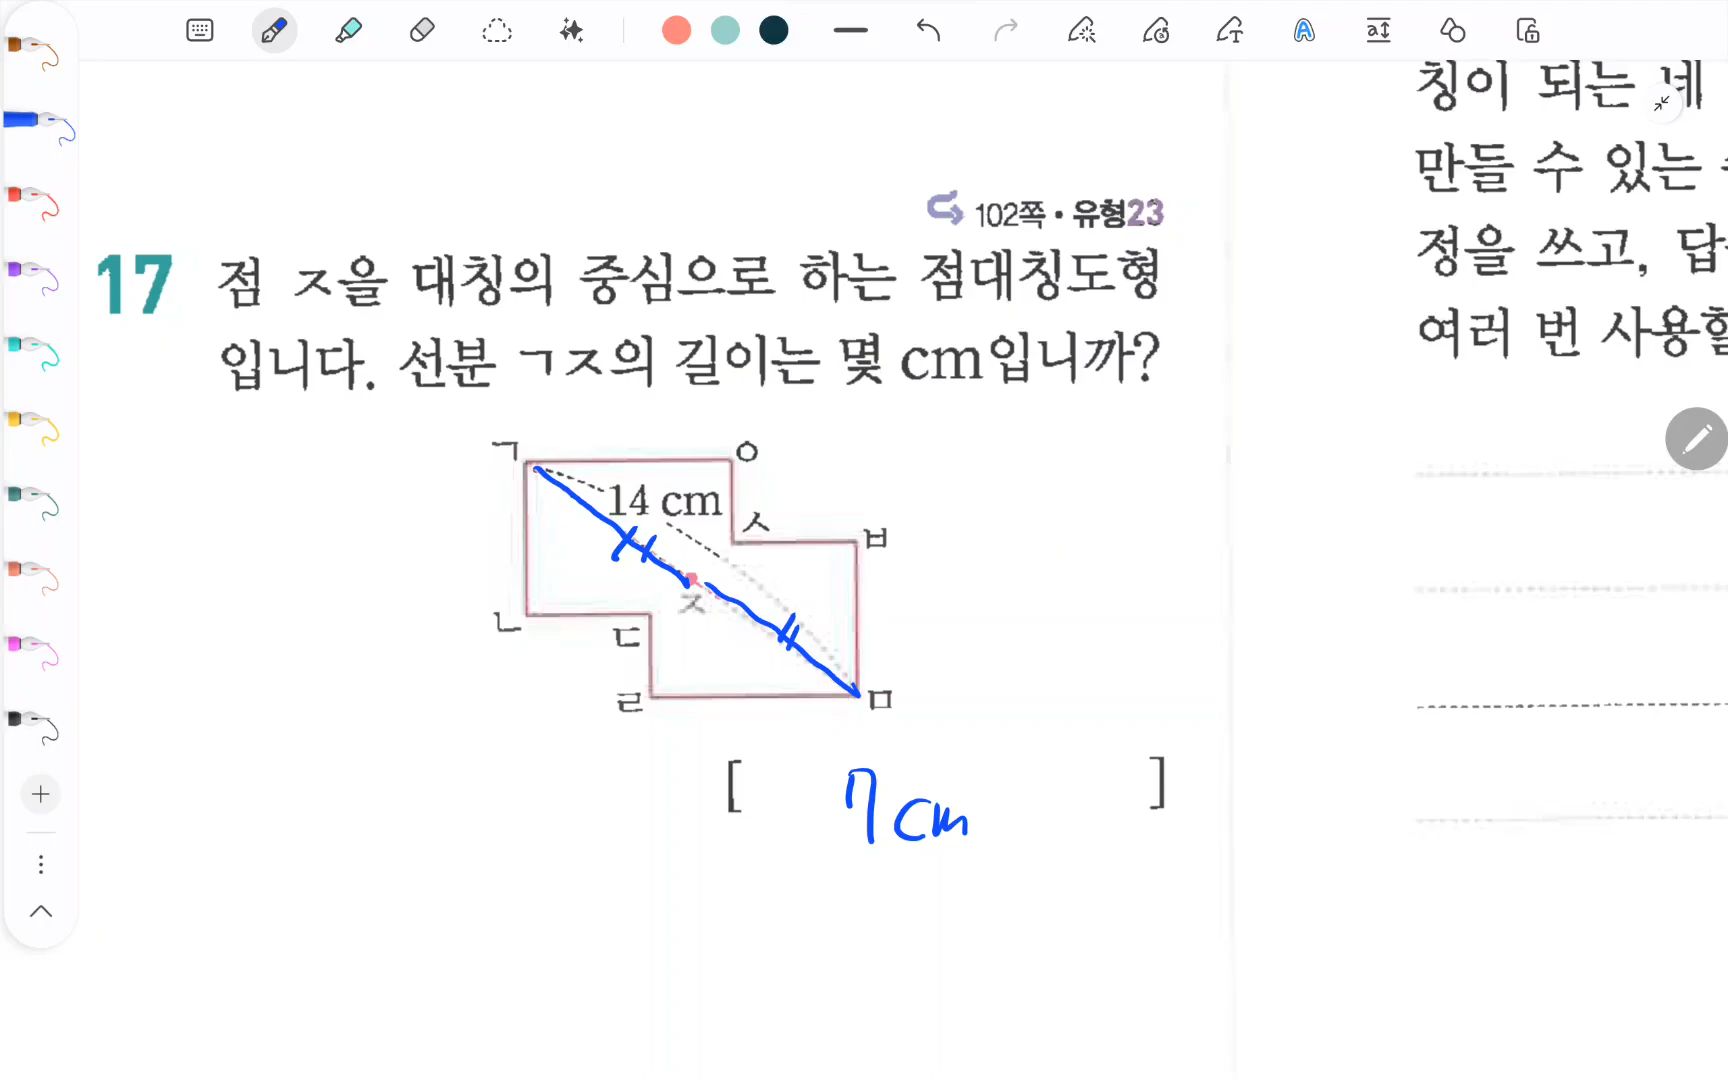 102쪽 • 유형23
17 점 ㅈ을 대칭의 중심으로 하는 점대칭도형
입니다. 선분 ㄱㅈ의 길이는 몇 cm입니까?
ㄱ
ㅇ
14 cm
ㅅ
ㅂ
ㅈ
ㄴ
ㄷ
ㄹ
ㅁ
[ 7cm ]
칭이 되는 네
만들 수 있는
정을 쓰고, 답
여러 번 사용할